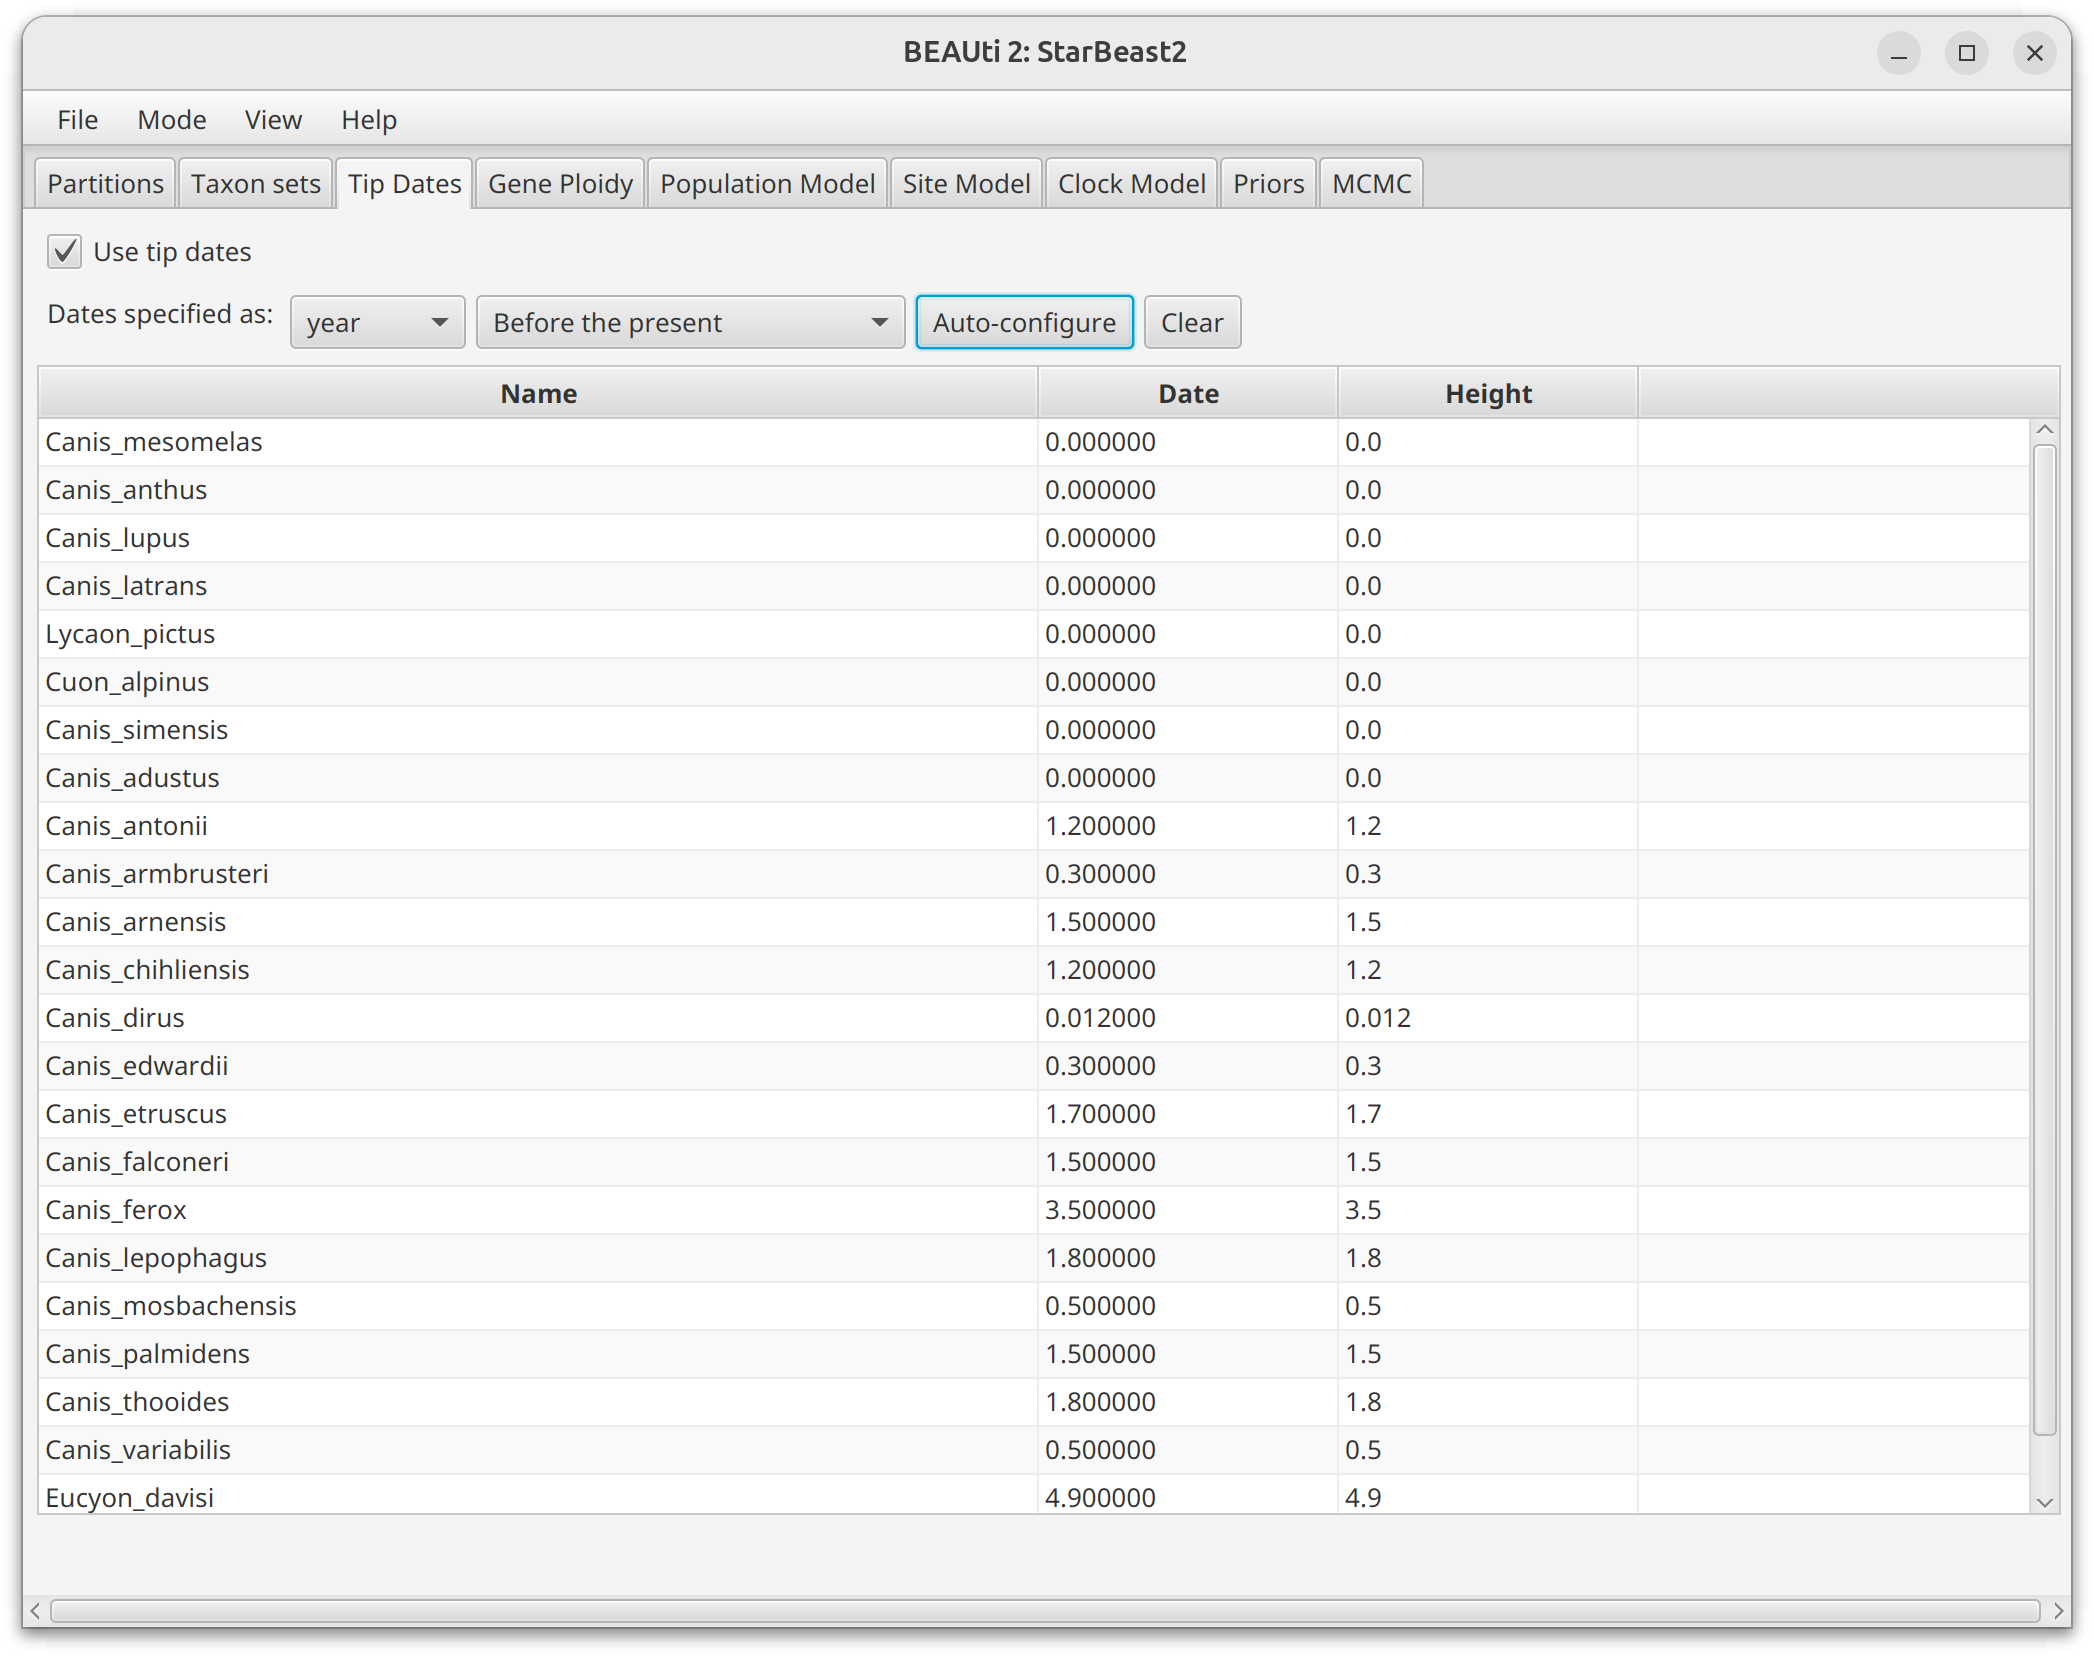 BEAUti 2: StarBeast2
File Mode View Help
Partitions Taxon sets Tip Dates Gene Ploidy Population Model Site Model Clock Model Priors MCMC
Use tip dates
Dates specified as: year Before the present Auto-configure Clear
Name Date Height
Canis_mesomelas 0.000000 0.0
Canis_anthus 0.000000 0.0
Canis_lupus 0.000000 0.0
Canis_latrans 0.000000 0.0
Lycaon_pictus 0.000000 0.0
Cuon_alpinus 0.000000 0.0
Canis_simensis 0.000000 0.0
Canis_adustus 0.000000 0.0
Canis_antonii 1.200000 1.2
Canis_armbrusteri 0.300000 0.3
Canis_arnensis 1.500000 1.5
Canis_chihliensis 1.200000 1.2
Canis_dirus 0.012000 0.012
Canis_edwardii 0.300000 0.3
Canis_etruscus 1.700000 1.7
Canis_falconeri 1.500000 1.5
Canis_ferox 3.500000 3.5
Canis_lepophagus 1.800000 1.8
Canis_mosbachensis 0.500000 0.5
Canis_palmidens 1.500000 1.5
Canis_thooides 1.800000 1.8
Canis_variabilis 0.500000 0.5
Eucyon_davisi 4.900000 4.9